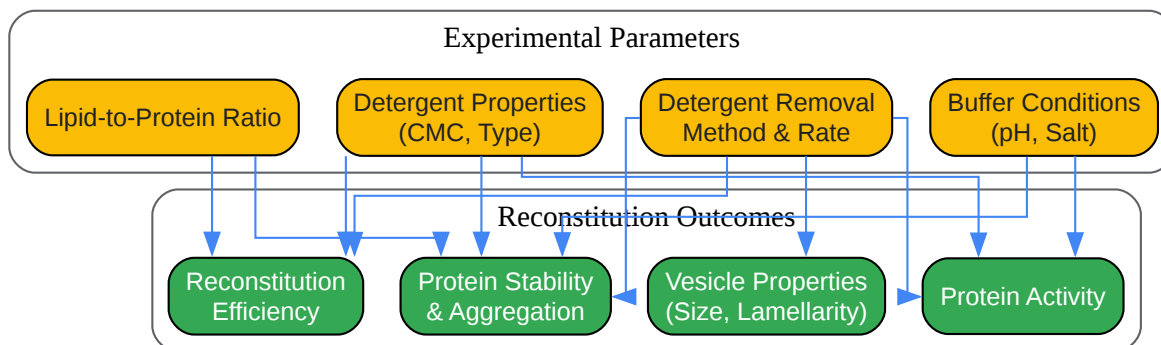 Experimental Parameters
Lipid-to-Protein Ratio
Detergent Properties
(CMC, Type)
Detergent Removal
Method & Rate
Buffer Conditions
(pH, Salt)
Reconstitution Outcomes
Reconstitution
Efficiency
Protein Stability
& Aggregation
Vesicle Properties
(Size, Lamellarity)
Protein Activity